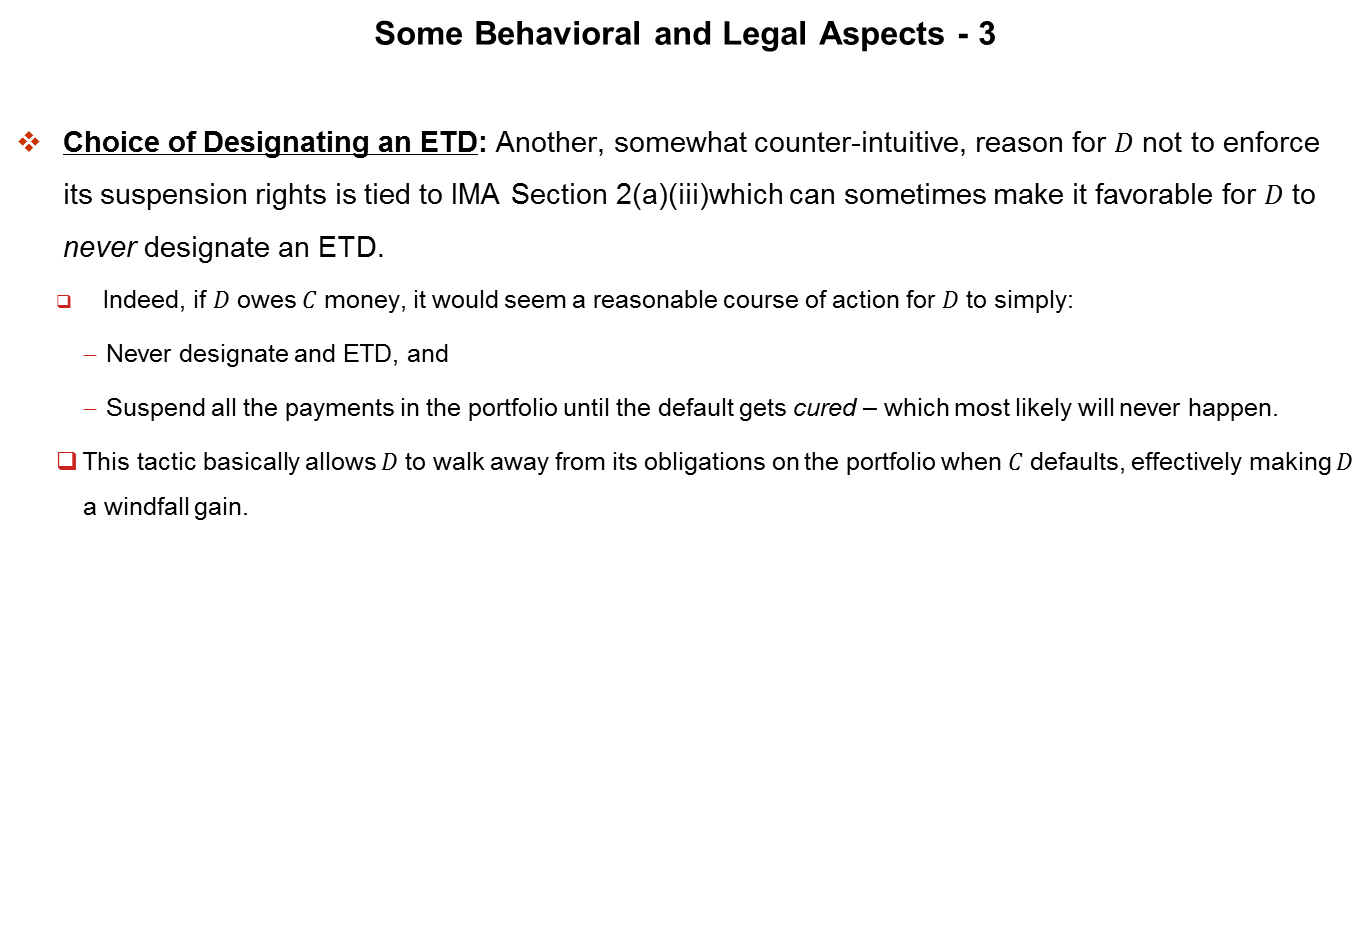 Some Behavioral and Legal Aspects - 3
Choice of Designating an ETD: Another, somewhat counter-intuitive, reason for D not to enforce
its suspension rights is tied to IMA Section 2(a)(iii)which can sometimes make it favorable for D to
never designate an ETD.
Indeed, if D owes C money, it would seem a reasonable course of action for D to simply:
– Never designate and ETD, and
– Suspend all the payments in the portfolio until the default gets cured – which most likely will never happen.
This tactic basically allows D to walk away from its obligations on the portfolio when C defaults, effectively making D
a windfall gain.